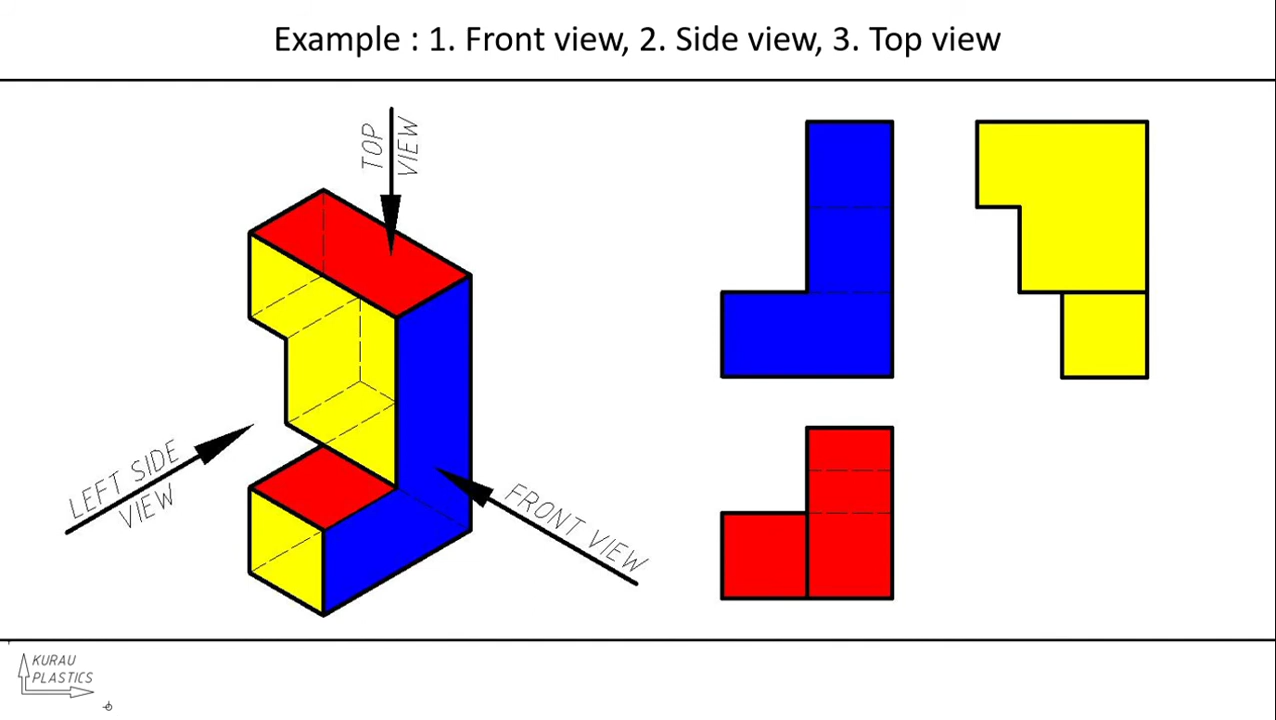 Example : 1. Front view, 2. Side view, 3. Top view
TOP
VIEW
LEFT SIDE
VIEW
FRONT VIEW
KURAU
PLASTICS